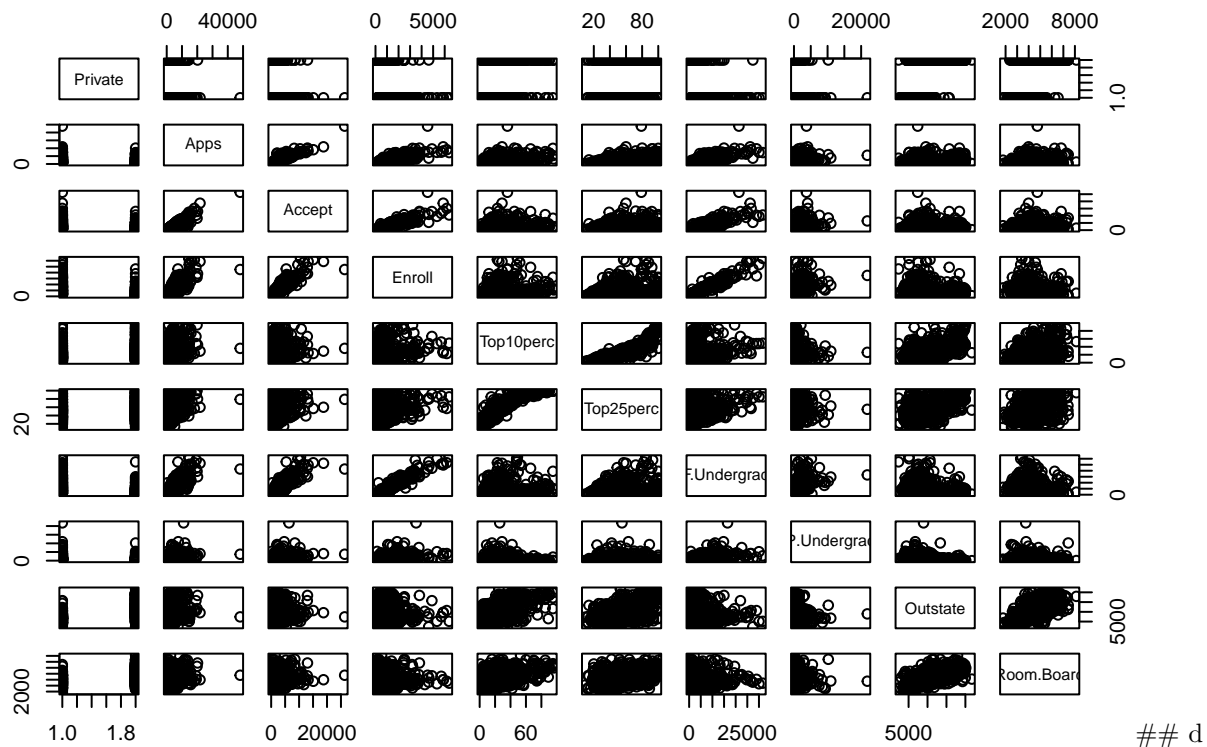 0 40000 0 5000 20 80 0 20000 2000 8000
Private 1.0
0 Apps
Accept 0
0 Enroll
Top10perc 0
20 Top25perc
F.Undergrad 0
0 P.Undergrad
Outstate 5000
2000 Room.Board
1.0 1.8 0 20000 0 60 0 25000 5000
## d